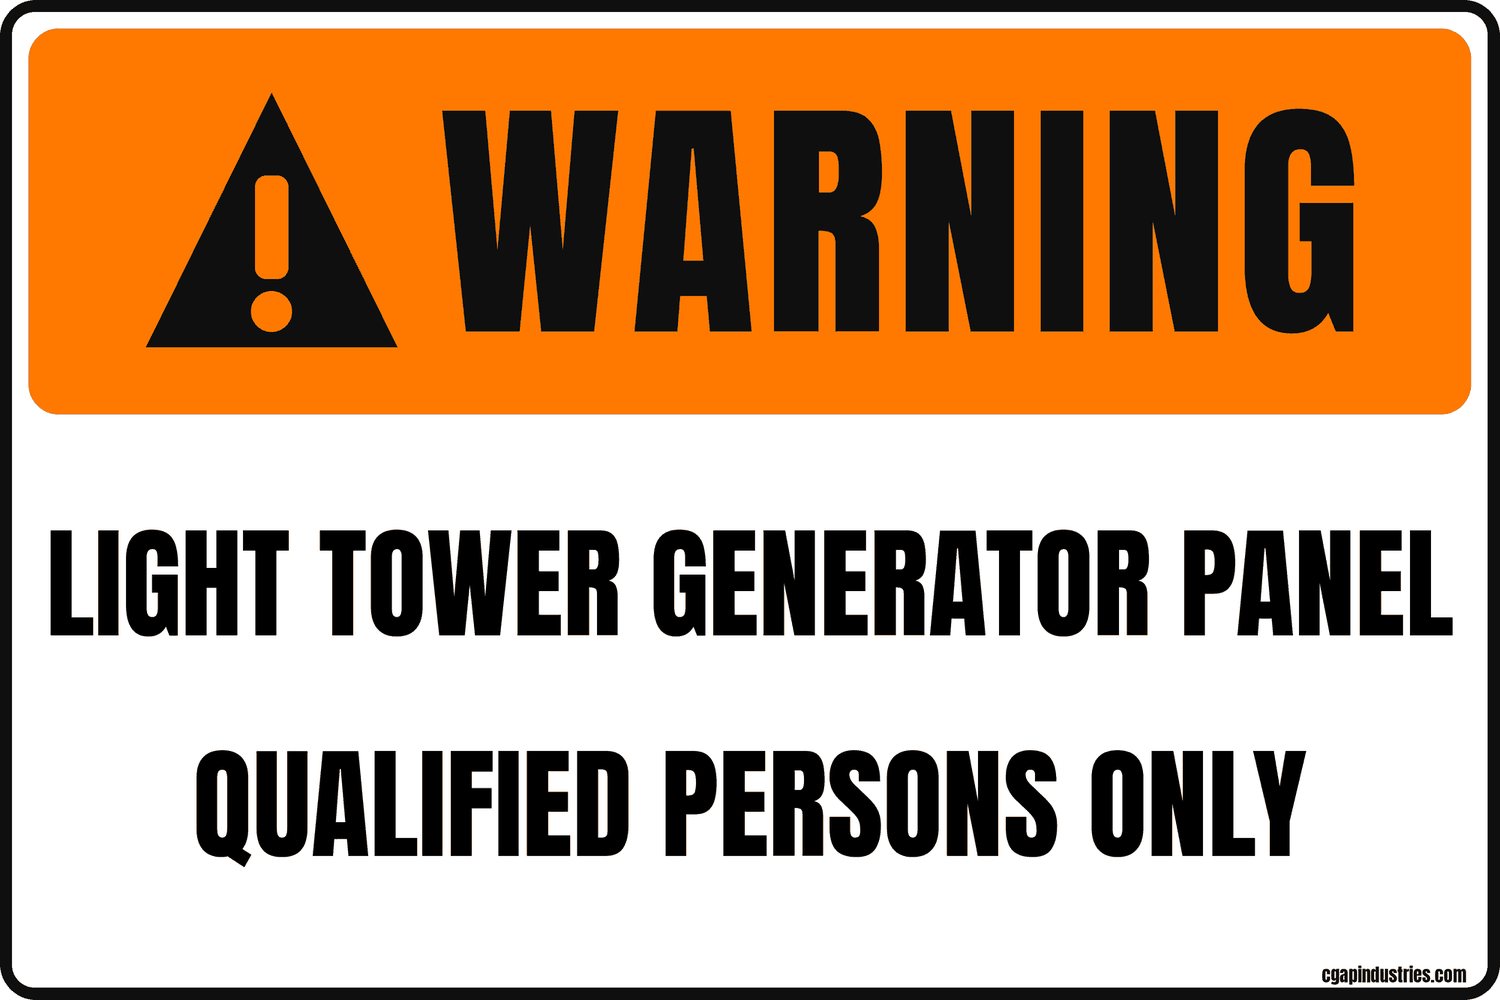 WARNING
LIGHT TOWER GENERATOR PANEL
QUALIFIED PERSONS ONLY
cgapindustries.com